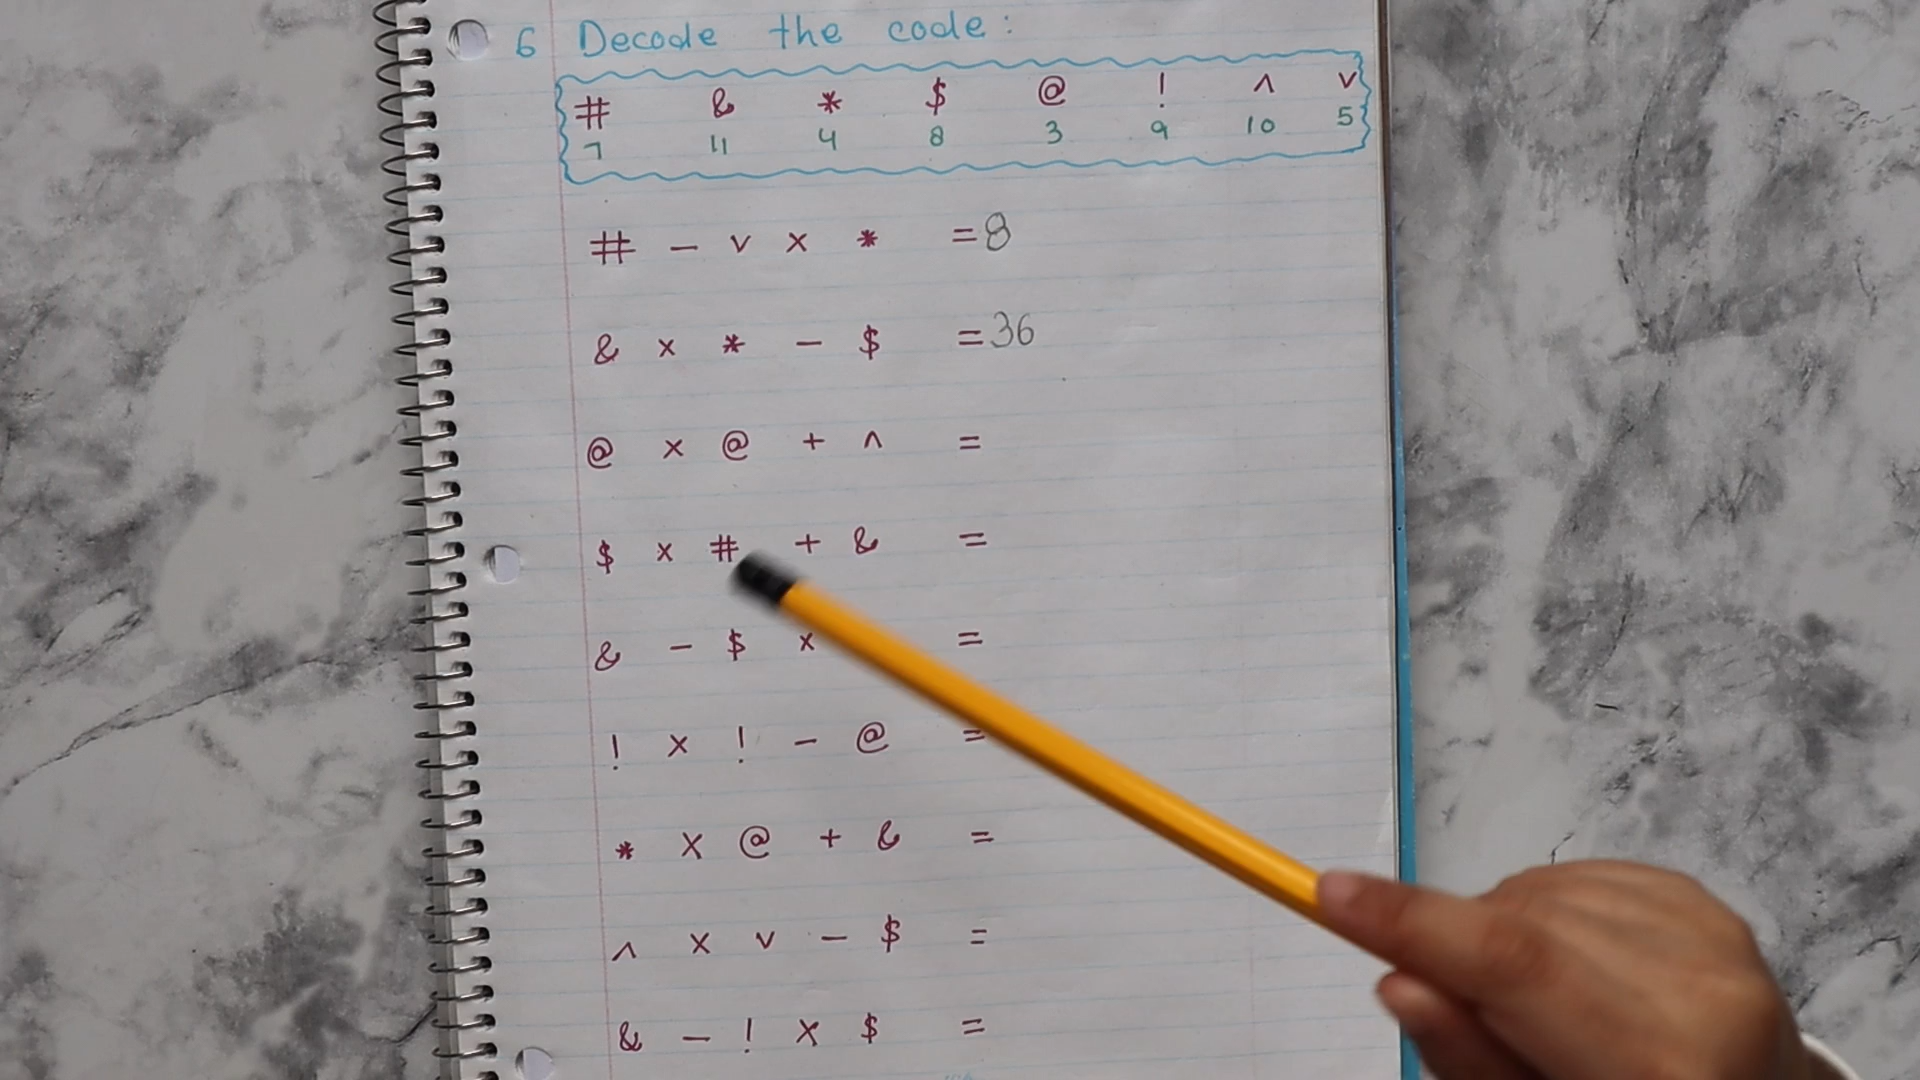 6 Decode the code:
# & * $ @ ! ^ v
7 11 4 8 3 9 10 5
# - v x * = 8
& x * - $ = 36
@ x @ + ^ =
$ x # + & =
& - $ x =
! x ! - @ =
* x @ + & =
^ x v - $ =
& - ! x $ =